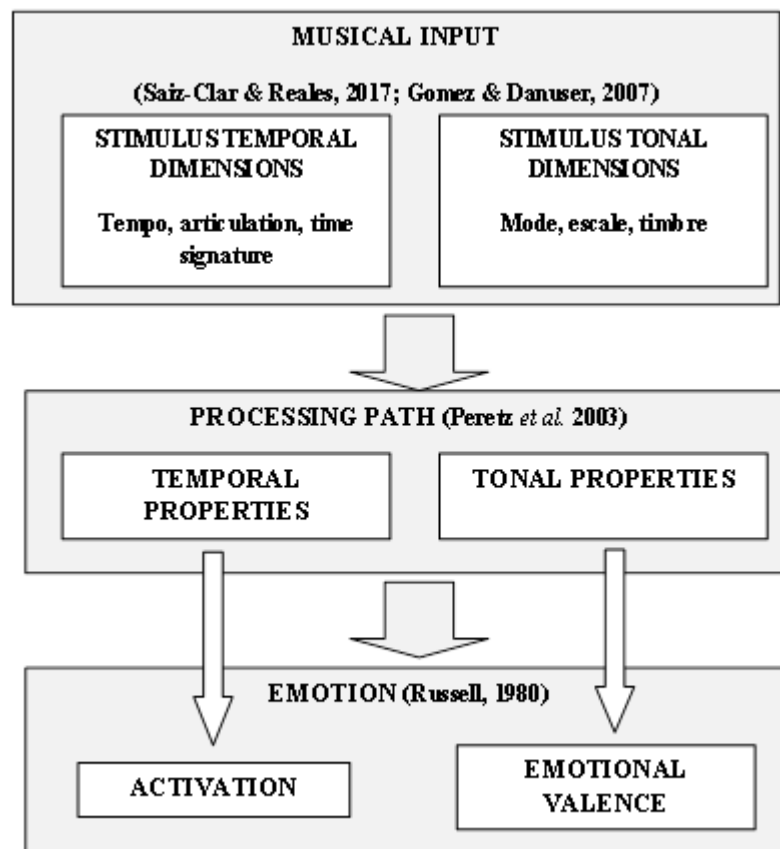 MUSICAL INPUT
(Saiz-Clar & Reales, 2017; Gomez & Danuser, 2007)
STIMULUS TEMPORAL
DIMENSIONS
Tempo, articulation, time
signature
STIMULUS TONAL
DIMENSIONS
Mode, escale, timbre
PROCESSING PATH (Peretz et al. 2003)
TEMPORAL
PROPERTIES
TONAL PROPERTIES
EMOTION (Russell, 1980)
ACTIVATION
EMOTIONAL
VALENCE